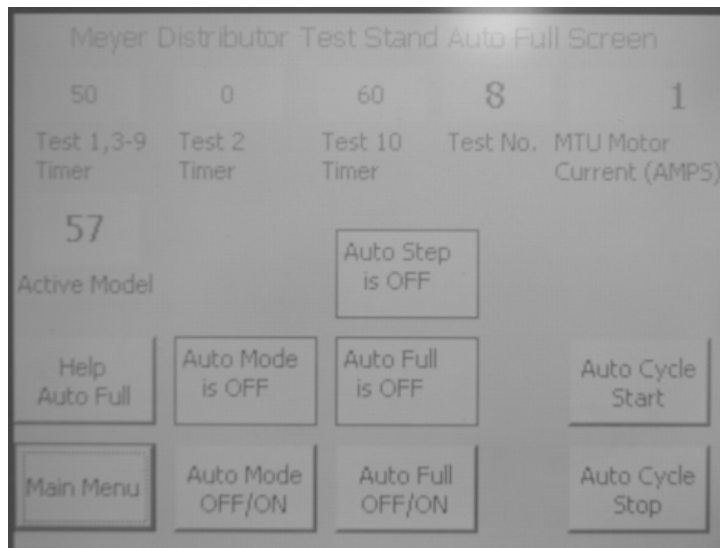 Meyer Distributor Test Stand Auto Full Screen
50 0 60 8 1
Test 1,3-9 Test 2 Test 10 Test No. MTU Motor
Timer Timer Timer Current (AMPS)
57
Active Model
Auto Step
is OFF
Help
Auto Full
Auto Mode
is OFF
Auto Full
is OFF
Auto Cycle
Start
Main Menu
Auto Mode
OFF/ON
Auto Full
OFF/ON
Auto Cycle
Stop